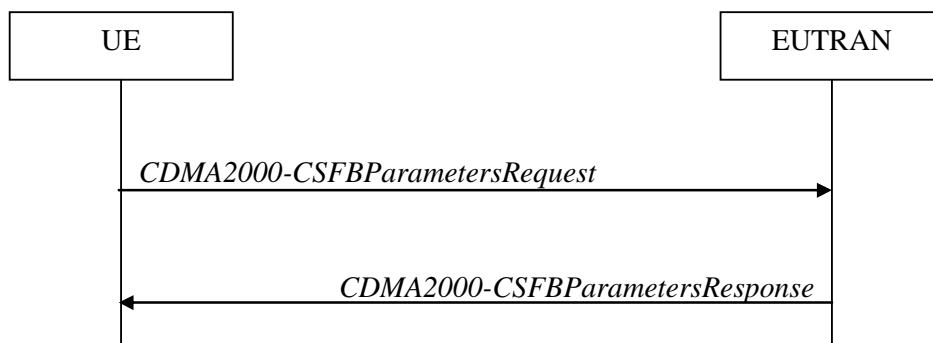 UE
EUTRAN
CDMA2000-CSFBParametersRequest
CDMA2000-CSFBParametersResponse